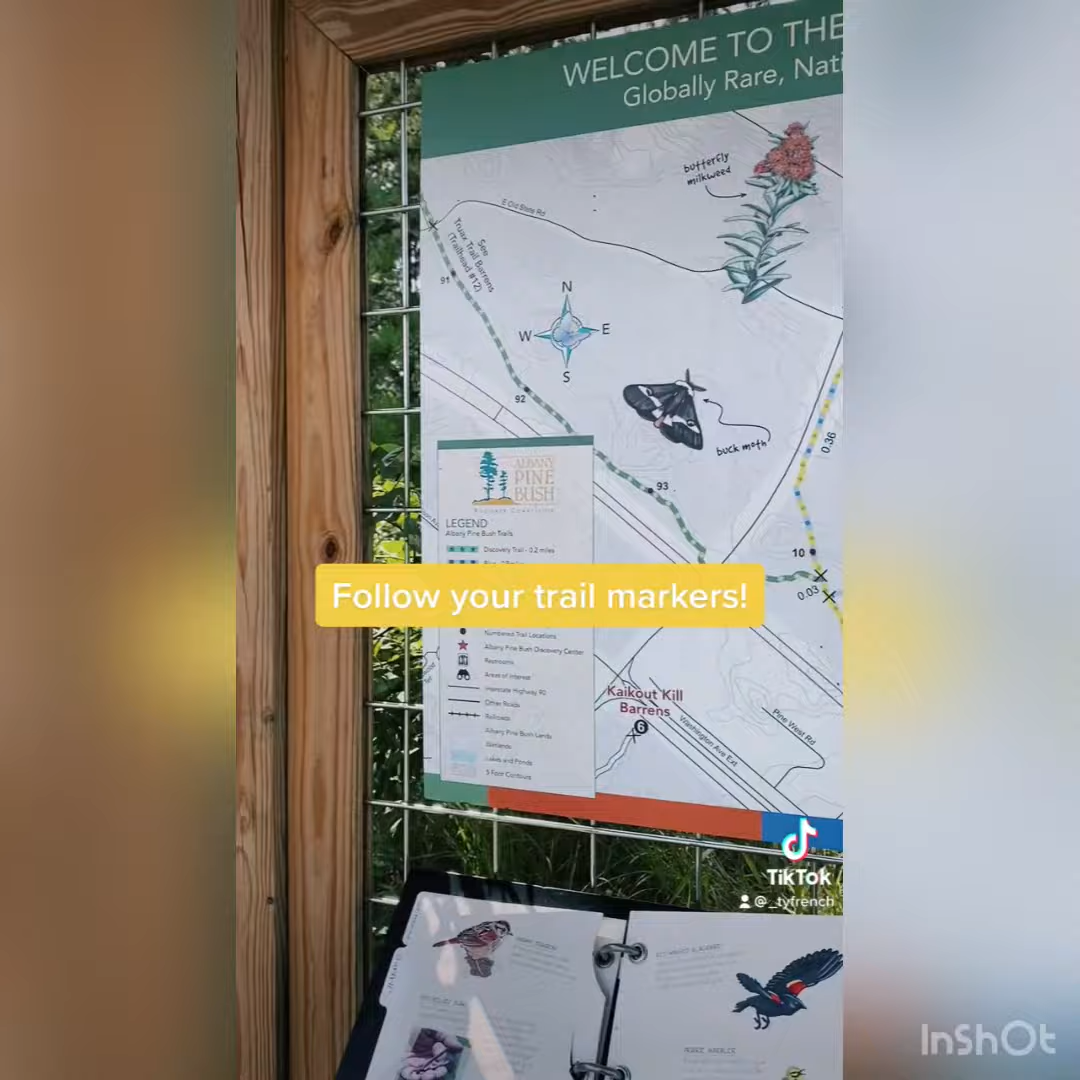 WELCOME TO THE
Globally Rare, Nati
butterfly
milkweed
E Old State Rd
See
Truax Trail Barrens
(Trailhead #12)
91
N
W
E
S
92
buck moth
0.36
93
ALBANY
PINE
BUSH
LEGEND
Albany Pine Bush Trails
Discovery Trail - 0.2 miles
10
0.03
Follow your trail markers!
Numbered Trail Locations
Albany Pine Bush Discovery Center
Restrooms
Areas of Interest
Interstate Highway 90
Other Roads
Railroads
Albany Pine Bush Lands
Wetlands
Lakes and Ponds
5 Foot Contours
Kaikout Kill
Barrens
6
Washington Ave Ext
Pine West Rd
TikTok
@_tyfrench
InShOt